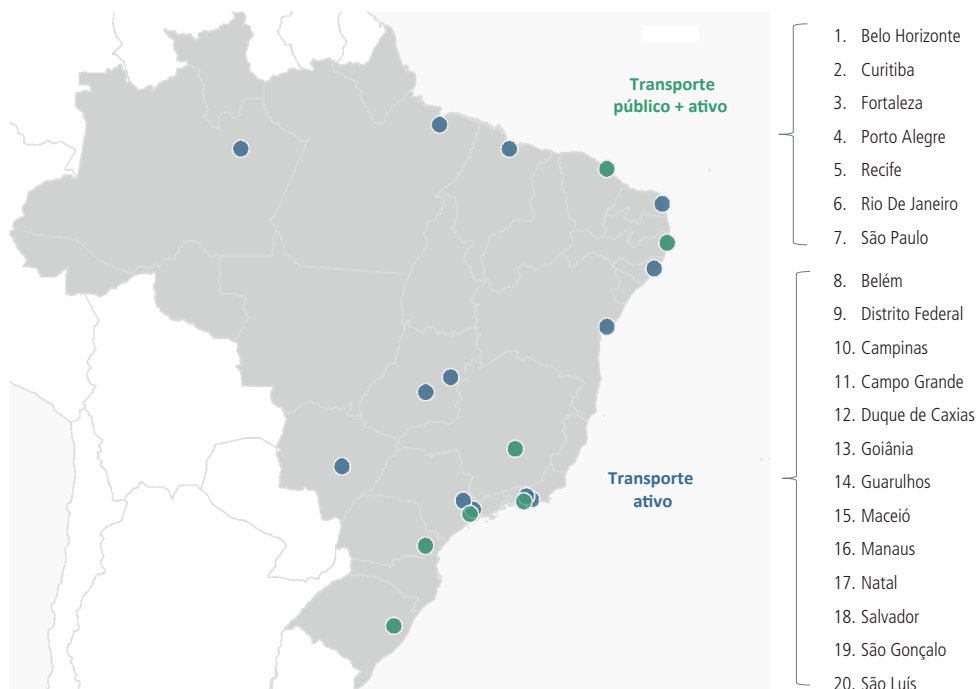 Transporte
público + ativo
1. Belo Horizonte
2. Curitiba
3. Fortaleza
4. Porto Alegre
5. Recife
6. Rio De Janeiro
7. São Paulo
Transporte
ativo
8. Belém
9. Distrito Federal
10. Campinas
11. Campo Grande
12. Duque de Caxias
13. Goiânia
14. Guarulhos
15. Maceió
16. Manaus
17. Natal
18. Salvador
19. São Gonçalo
20. São Luís